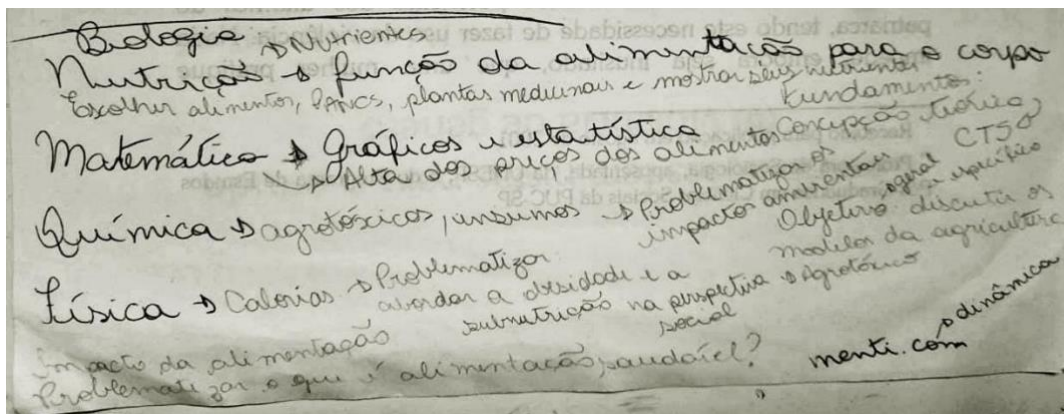 Biologia → Nutrientes
Nutrição → função da alimentação para o corpo
Escolher alimentos, PANCS, plantas medicinais e mostrar seus nutrientes
Fundamentos:
Matemática → Gráficos e estatística
→ Alta dos preços dos alimentos
Concepção teórica,
CTSO
Química → agrotóxicos, insumos → Problematizar os
impactos ambientais
→ geral e específico
Objetivo discutir os
modelos da agricultura
→ Agrotóxico
Física → Calorias → Problematizar
abordar a obesidade e a
subnutrição na perspectiva
social
Impacto da alimentação
Problematizar o que é alimentação saudável?
menti.com → dinâmica